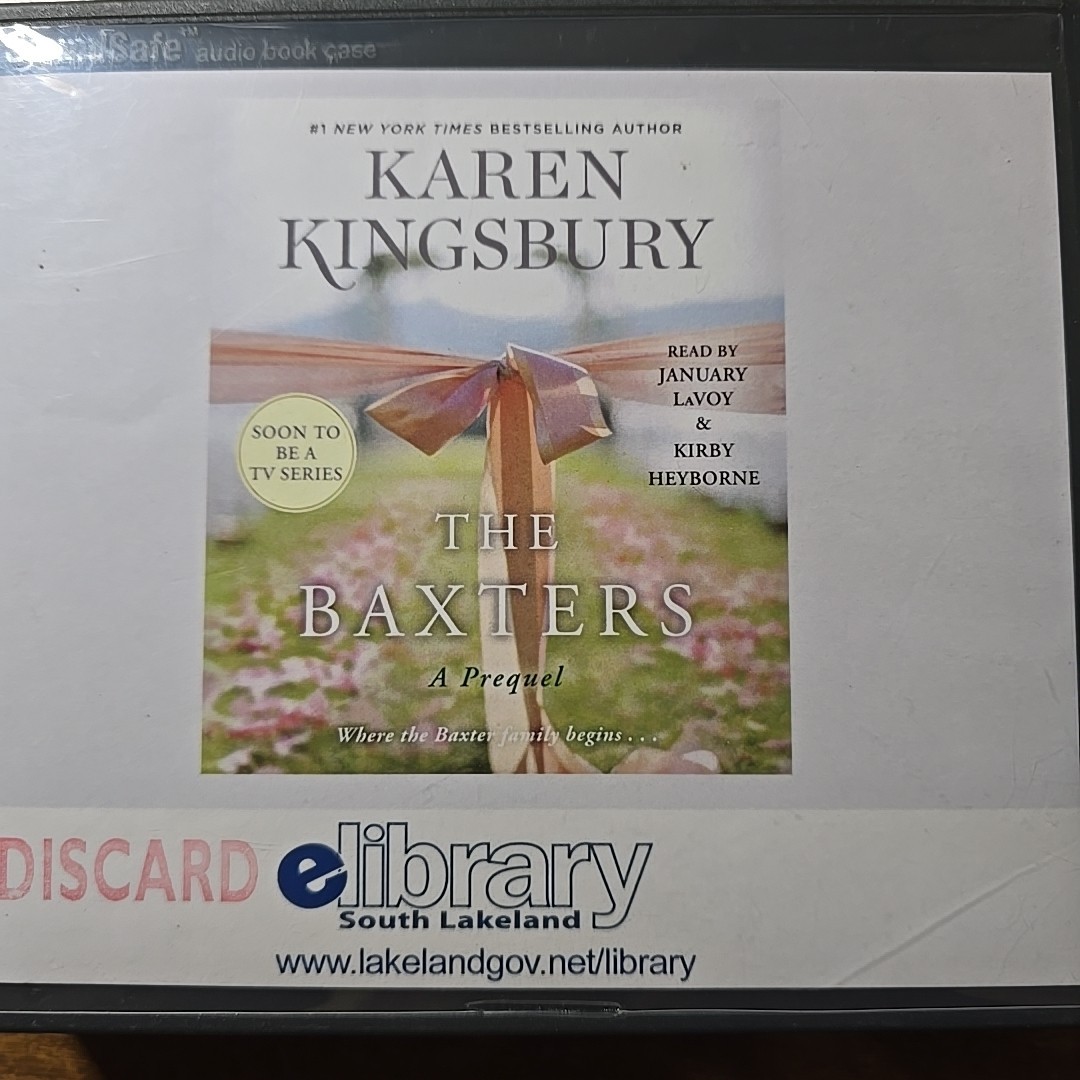 Safe™ audio book case
#1 NEW YORK TIMES BESTSELLING AUTHOR
KAREN
KINGSBURY
READ BY
JANUARY
LAVOY
&
KIRBY
HEYBORNE
SOON TO
BE A
TV SERIES
THE
BAXTERS
A Prequel
Where the Baxter family begins . . .
DISCARD
elibrary
South Lakeland
www.lakelandgov.net/library